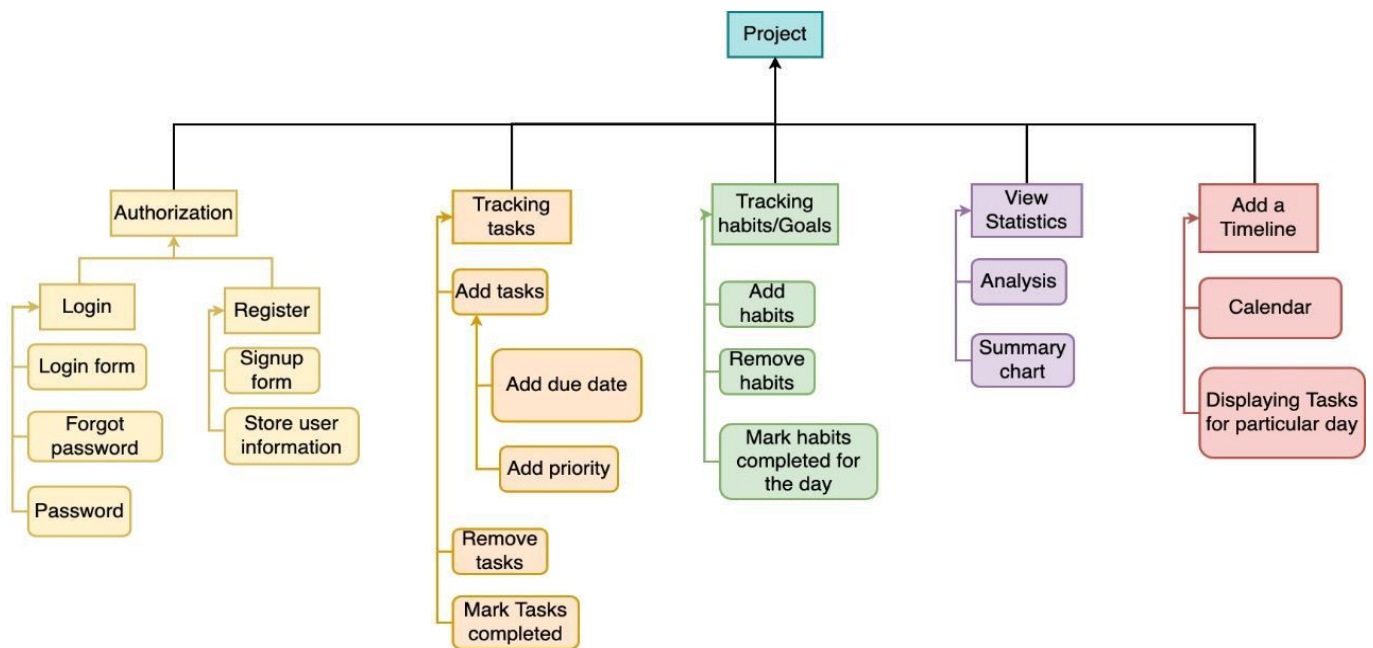 Project
Authorization
Login
Login form
Forgot
password
Password
Register
Signup
form
Store user
information
Tracking
tasks
Add tasks
Add due date
Add priority
Remove
tasks
Mark Tasks
completed
Tracking
habits/Goals
Add
habits
Remove
habits
Mark habits
completed for
the day
View
Statistics
Analysis
Summary
chart
Add a
Timeline
Calendar
Displaying Tasks
for particular day